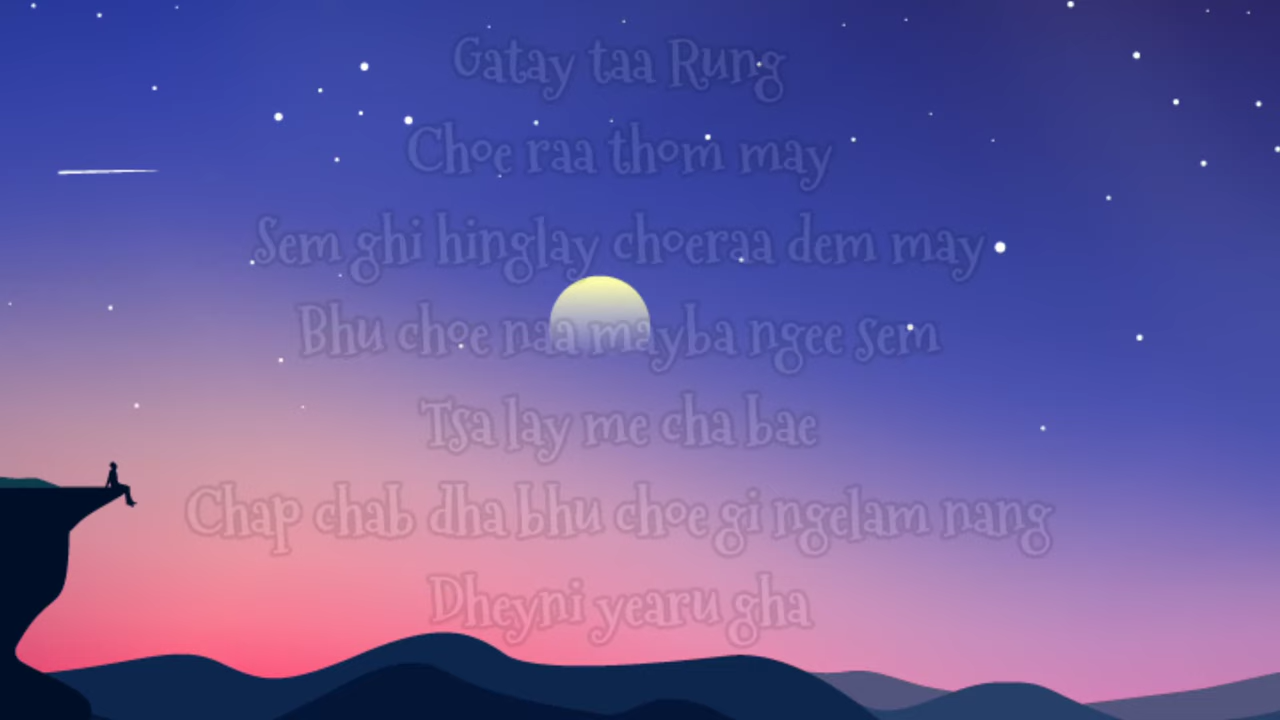 Gatay taa Rung
Choe raa thom may
Sem ghi hinglay choeraa dem may
Bhu choe naa mayba ngee sem
Tsa lay me cha bae
Chap chab dha bhu choe gi ngelam nang
Dheyni yearu gha